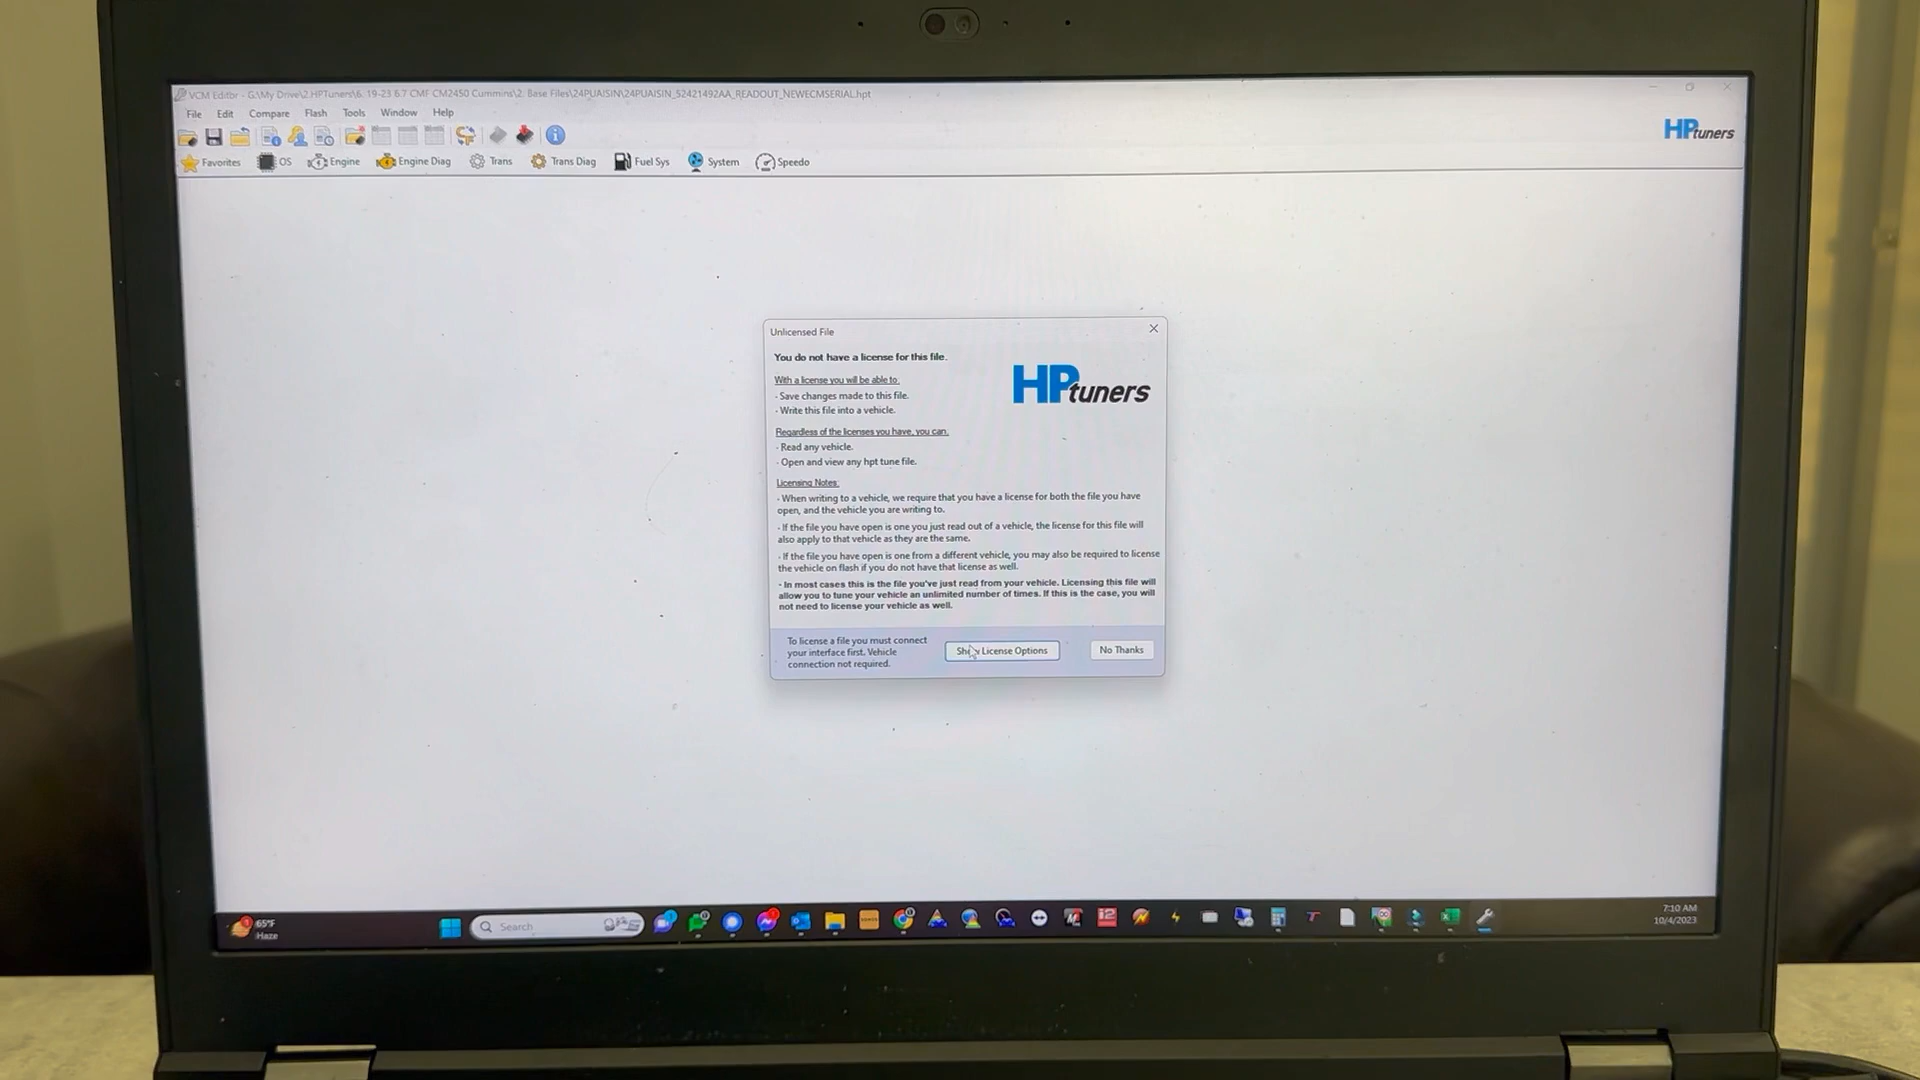 VCM Editor - G:\My Drive\2.HPTuners\6. 19-23 6.7 CMF CM2450 Cummins\2. Base Files\24PUAISIN\24PUAISIN_52421492AA_READOUT_NEWECMSERIAL.hpt
File Edit Compare Flash Tools Window Help
HPtuners
Favorites OS Engine Engine Diag Trans Trans Diag Fuel Sys System Speedo
Unlicensed File
You do not have a license for this file.
HPtuners
With a license you will be able to:
- Save changes made to this file.
- Write this file into a vehicle.
Regardless of the licenses you have, you can:
- Read any vehicle.
- Open and view any hpt tune file.
Licensing Notes:
- When writing to a vehicle, we require that you have a license for both the file you have
open, and the vehicle you are writing to.
- If the file you have open is one you just read out of a vehicle, the license for this file will
also apply to that vehicle as they are the same.
- If the file you have open is one from a different vehicle, you may also be required to license
the vehicle on flash if you do not have that license as well.
- In most cases this is the file you've just read from your vehicle. Licensing this file will
allow you to tune your vehicle an unlimited number of times. If this is the case, you will
not need to license your vehicle as well.
To license a file you must connect
your interface first. Vehicle
connection not required.
Show License Options
No Thanks
65°F
Haze
Search
7:10 AM
10/4/2023